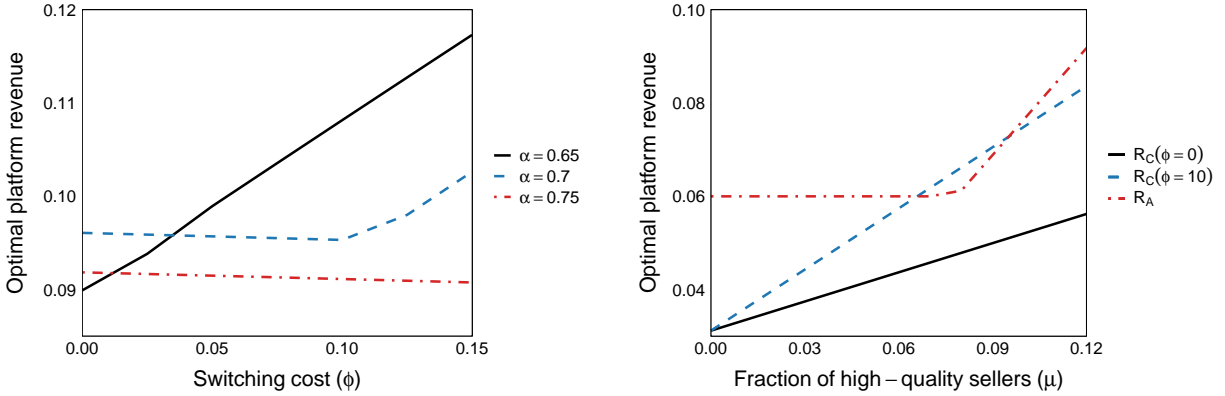 Optimal platform revenue
0.12
0.11
0.10
0.09
0.00
0.05
0.10
0.15
Switching cost (ϕ)
α = 0.65
α = 0.7
α = 0.75
Optimal platform revenue
0.10
0.08
0.06
0.04
0.00
0.03
0.06
0.09
0.12
Fraction of high − quality sellers (μ)
R_C(ϕ = 0)
R_C(ϕ = 10)
R_A